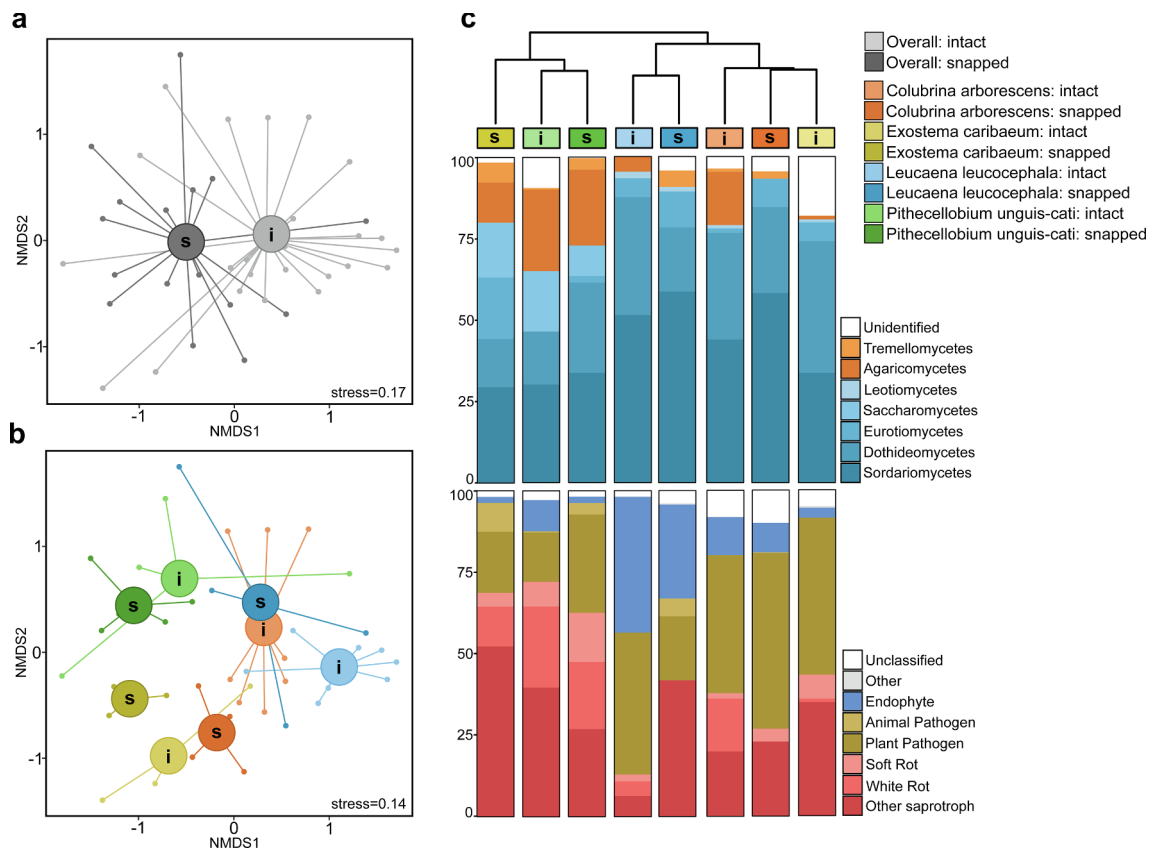 a
1
0
-1
-1
0
1
NMDS2
NMDS1
s
i
stress=0.17
b
1
0
-1
-1
0
1
NMDS2
NMDS1
i
s
s
i
i
s
s
i
stress=0.14
c
s
i
s
i
s
i
s
i
100
75
50
25
0
100
75
50
25
0
Overall: intact
Overall: snapped
Colubrina arborescens: intact
Colubrina arborescens: snapped
Exostema caribaeum: intact
Exostema caribaeum: snapped
Leucaena leucocephala: intact
Leucaena leucocephala: snapped
Pithecellobium unguis-cati: intact
Pithecellobium unguis-cati: snapped
Unidentified
Tremellomycetes
Agaricomycetes
Leotiomycetes
Saccharomycetes
Eurotiomycetes
Dothideomycetes
Sordariomycetes
Unclassified
Other
Endophyte
Animal Pathogen
Plant Pathogen
Soft Rot
White Rot
Other saprotroph